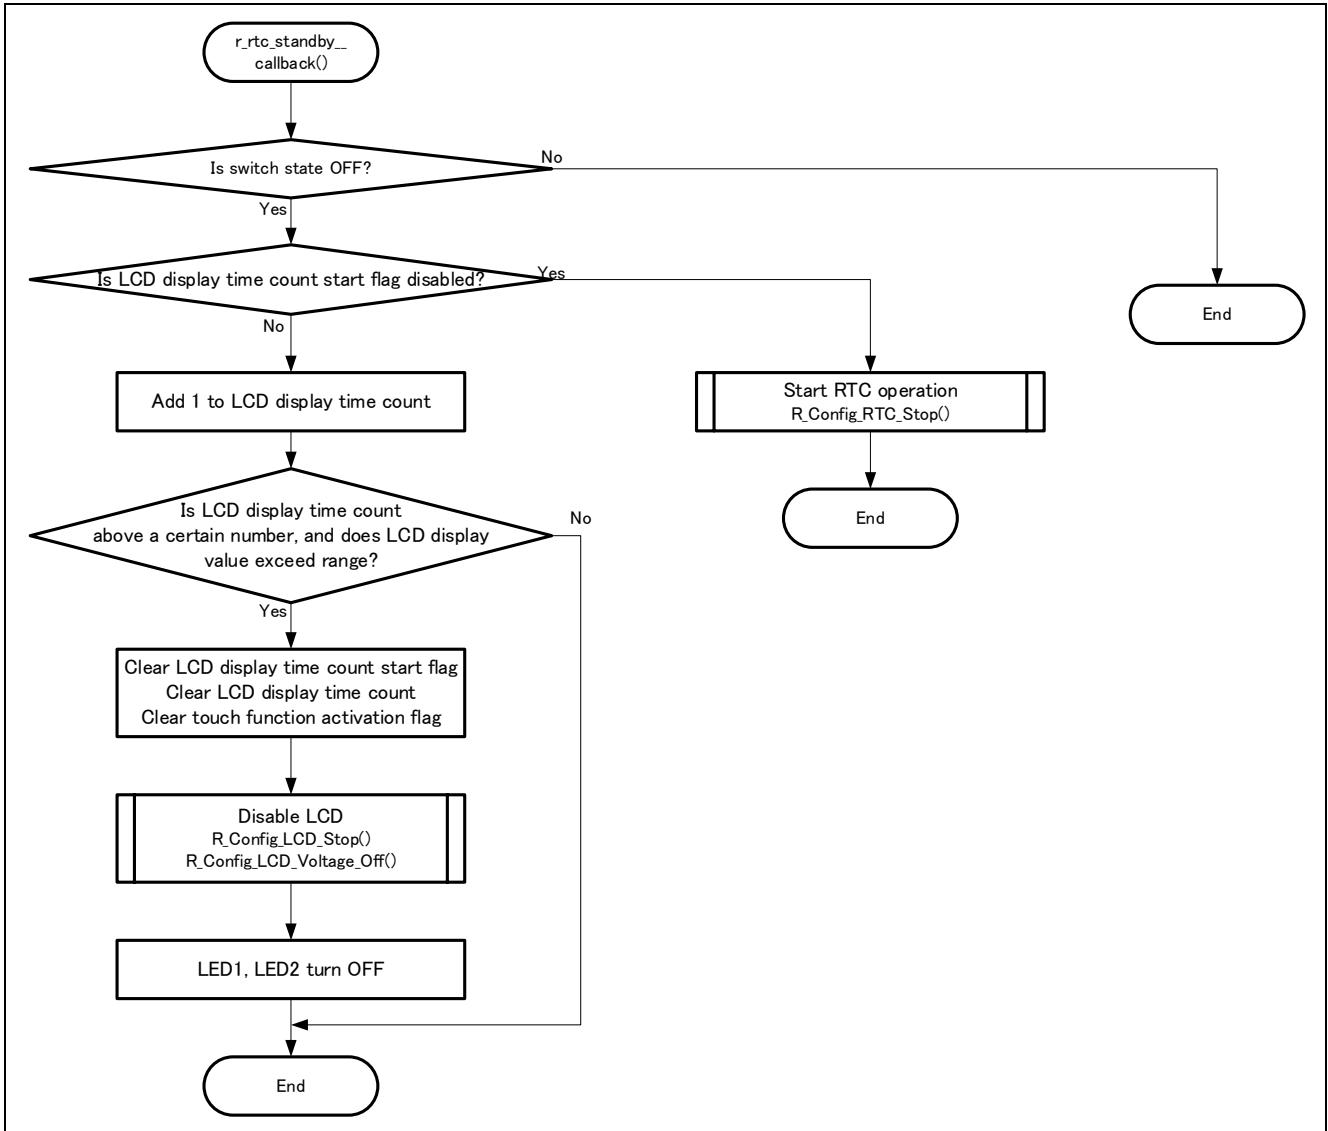 r_rtc_standby__
callback()
Is switch state OFF?
No
Yes
Is LCD display time count start flag disabled?
Yes
No
End
Add 1 to LCD display time count
Start RTC operation
R_Config_RTC_Stop()
End
Is LCD display time count
above a certain number, and does LCD display
value exceed range?
No
Yes
Clear LCD display time count start flag
Clear LCD display time count
Clear touch function activation flag
Disable LCD
R_Config_LCD_Stop()
R_Config_LCD_Voltage_Off()
LED1, LED2 turn OFF
End